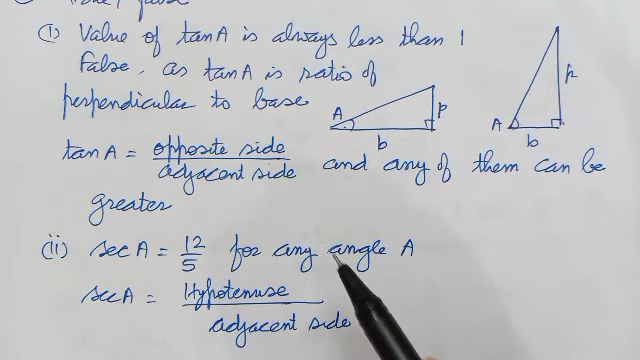 True / false
(i) Value of tanA is always less than 1
False, as tanA is ratio of
perpendicular to base
A p b
A p b
tanA = opposite side / adjacent side and any of them can be
greater
(ii) secA = 12/5 for any angle A
secA = Hypotenuse / adjacent side